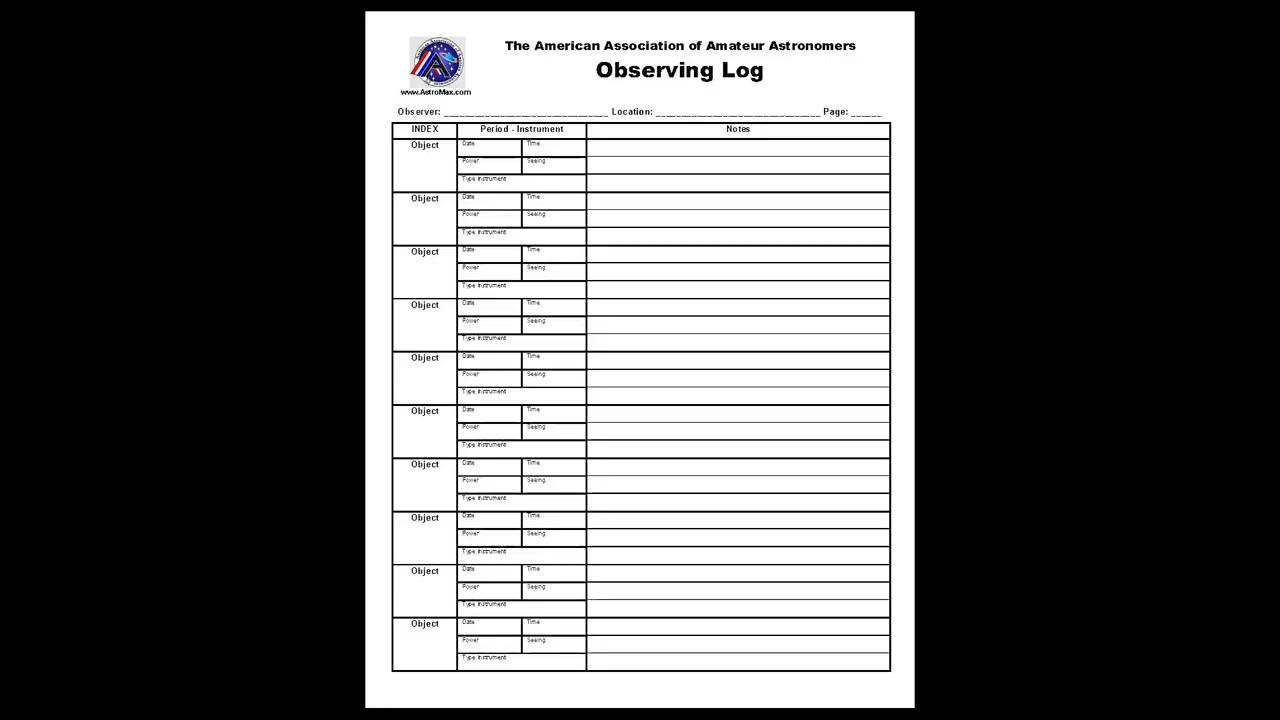 The American Association of Amateur Astronomers
Observing Log
www.AstroMax.com
Observer: ________________________________ Location: ________________________________ Page: ______
INDEX Period - Instrument Notes
Object Date Time
Power Seeing
Type Instrument
Object Date Time
Power Seeing
Type Instrument
Object Date Time
Power Seeing
Type Instrument
Object Date Time
Power Seeing
Type Instrument
Object Date Time
Power Seeing
Type Instrument
Object Date Time
Power Seeing
Type Instrument
Object Date Time
Power Seeing
Type Instrument
Object Date Time
Power Seeing
Type Instrument
Object Date Time
Power Seeing
Type Instrument
Object Date Time
Power Seeing
Type Instrument